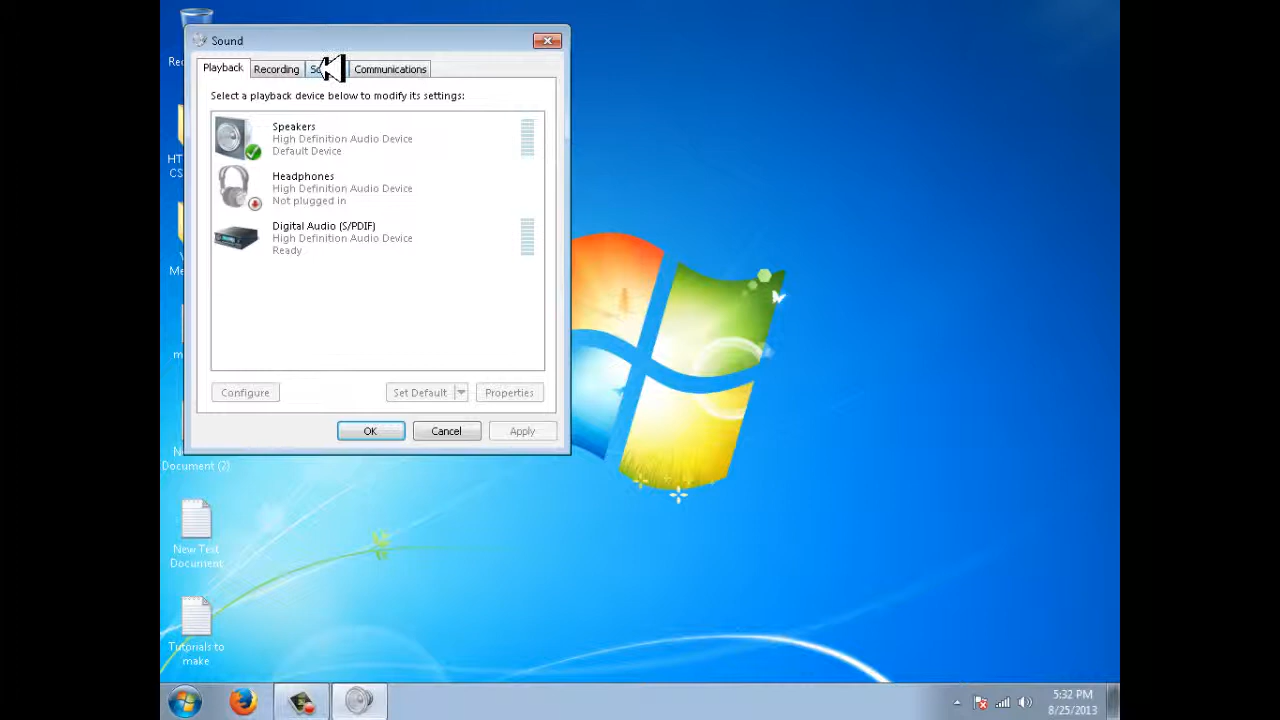 Sound
Playback
Recording
Communications
Select a playback device below to modify its settings:
Speakers
High Definition Audio Device
Default Device
Headphones
High Definition Audio Device
Not plugged in
Digital Audio (S/PDIF)
High Definition Audio Device
Ready
Configure
Set Default
Properties
OK
Cancel
Apply
Document (2)
New Text
Document
Tutorials to
make
5:32 PM
8/25/2013